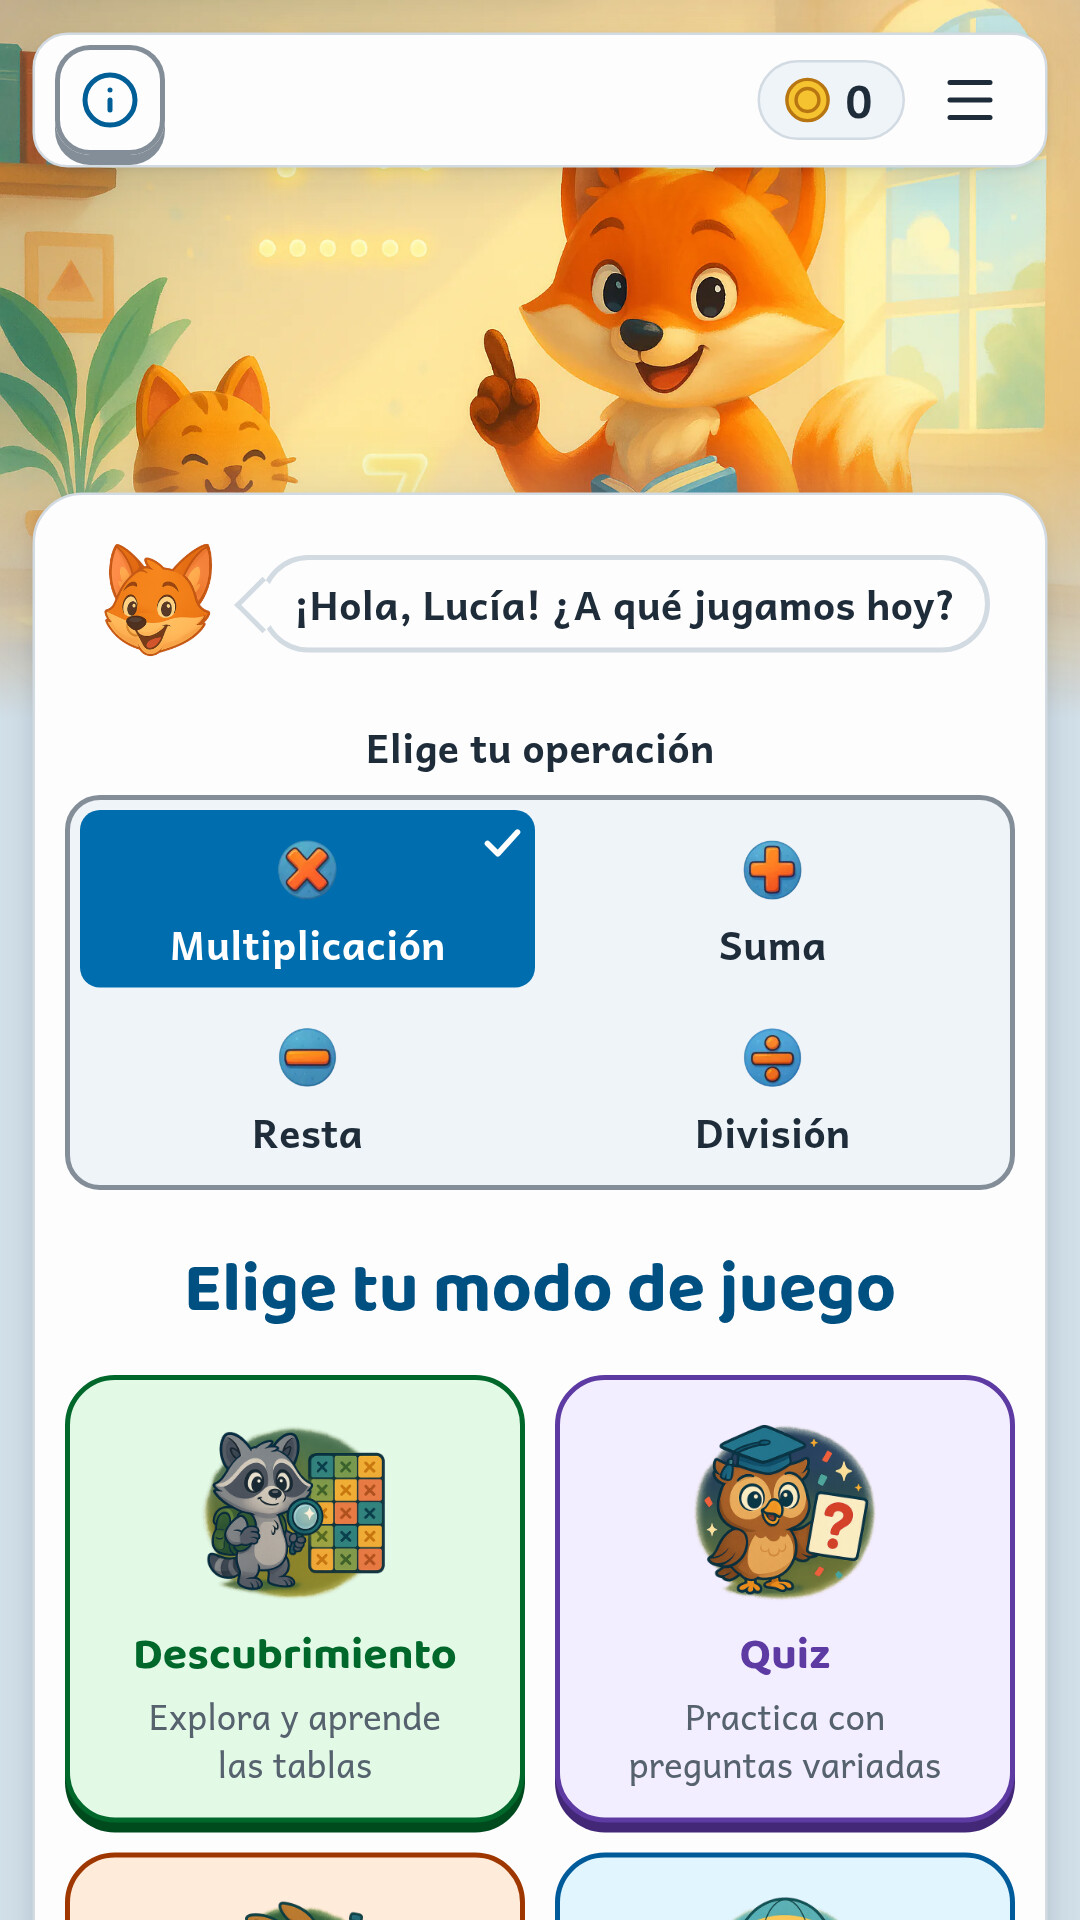 0
7
¡Hola, Lucía! ¿A qué jugamos hoy?
Elige tu operación
Multiplicación
Suma
Resta
División
Elige tu modo de juego
?
Descubrimiento
Explora y aprende
las tablas
Quiz
Practica con
preguntas variadas